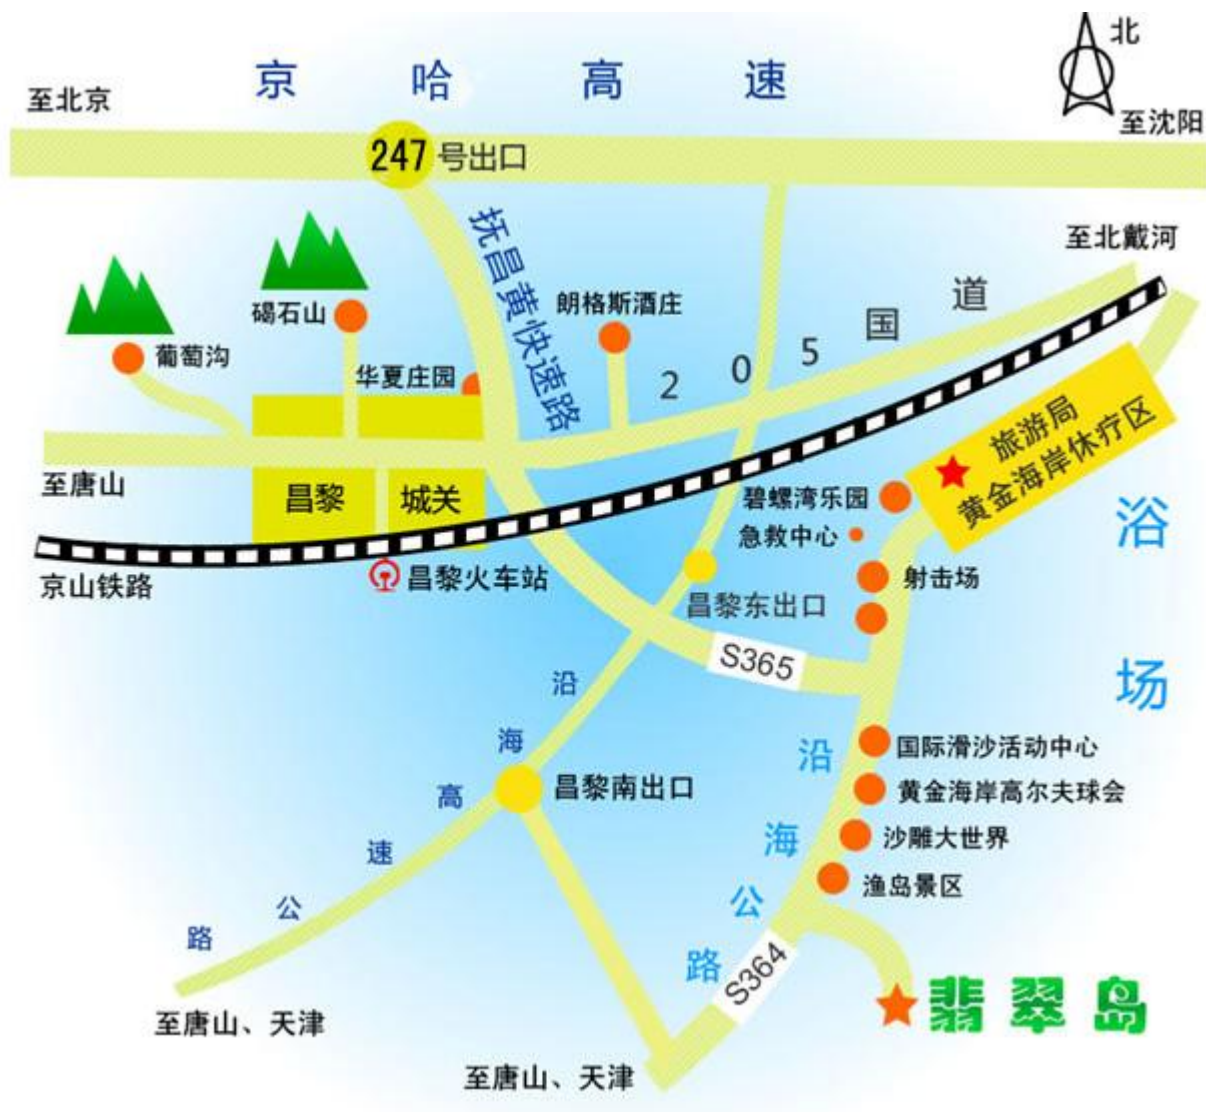 北
京哈高速
至北京
至沈阳
247号出口
抚昌黄快速路
至北戴河
碣石山
朗格斯酒庄
205国道
葡萄沟
华夏庄园
旅游局
黄金海岸休疗区
至唐山
昌黎 城关
碧螺湾乐园
急救中心
浴场
京山铁路
昌黎火车站
射击场
昌黎东出口
S365
沿海高速公路
国际滑沙活动中心
昌黎南出口
黄金海岸高尔夫球会
沙雕大世界
渔岛景区
沿海公路
S364
翡翠岛
至唐山、天津
至唐山、天津